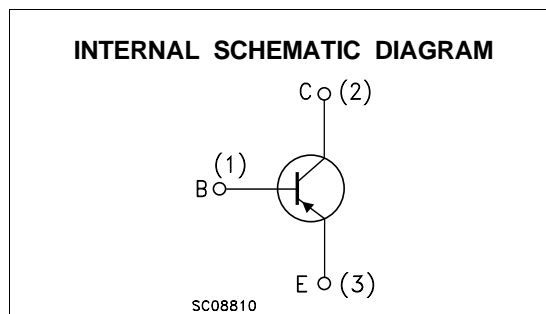 INTERNAL SCHEMATIC DIAGRAM
C (2)
(1)
B
E (3)
SC08810